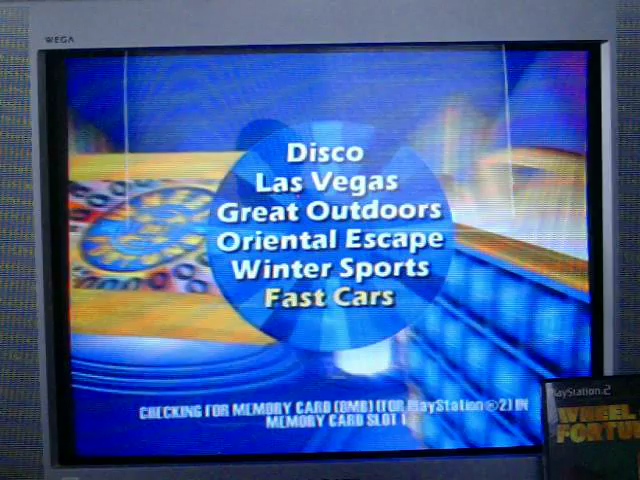 WEGA
Disco
Las Vegas
Great Outdoors
Oriental Escape
Winter Sports
Fast Cars
CHECKING FOR MEMORY CARD (8MB) (FOR PlayStation®2) IN
MEMORY CARD SLOT 1
PlayStation.2
WHEEL
FORTU